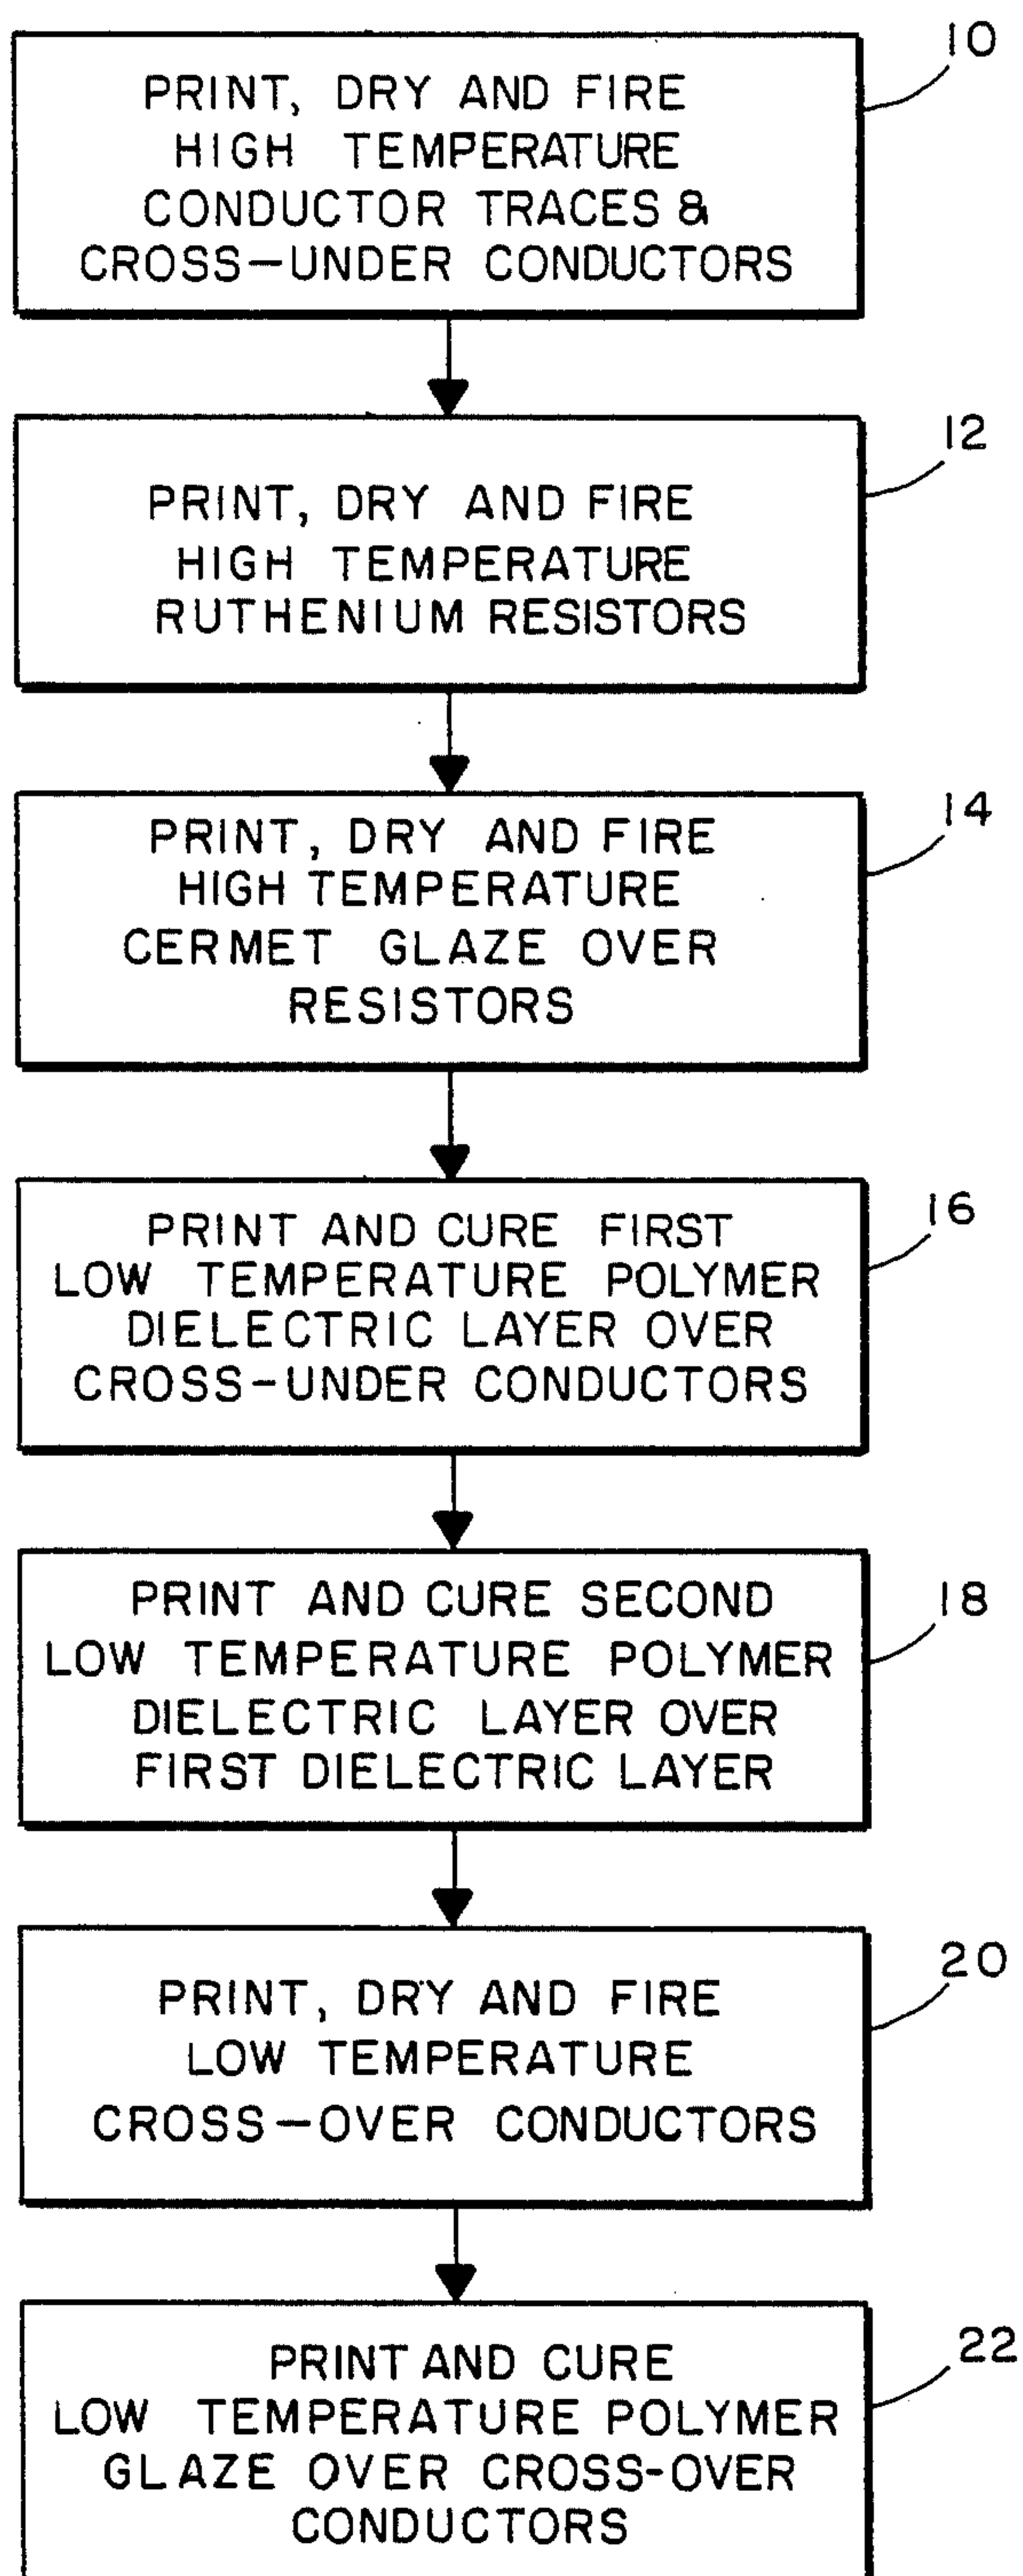 10
PRINT, DRY AND FIRE
HIGH TEMPERATURE
CONDUCTOR TRACES &
CROSS-UNDER CONDUCTORS
12
PRINT, DRY AND FIRE
HIGH TEMPERATURE
RUTHENIUM RESISTORS
14
PRINT, DRY AND FIRE
HIGH TEMPERATURE
CERMET GLAZE OVER
RESISTORS
16
PRINT AND CURE FIRST
LOW TEMPERATURE POLYMER
DIELECTRIC LAYER OVER
CROSS-UNDER CONDUCTORS
18
PRINT AND CURE SECOND
LOW TEMPERATURE POLYMER
DIELECTRIC LAYER OVER
FIRST DIELECTRIC LAYER
20
PRINT, DRY AND FIRE
LOW TEMPERATURE
CROSS-OVER CONDUCTORS
22
PRINT AND CURE
LOW TEMPERATURE POLYMER
GLAZE OVER CROSS-OVER
CONDUCTORS